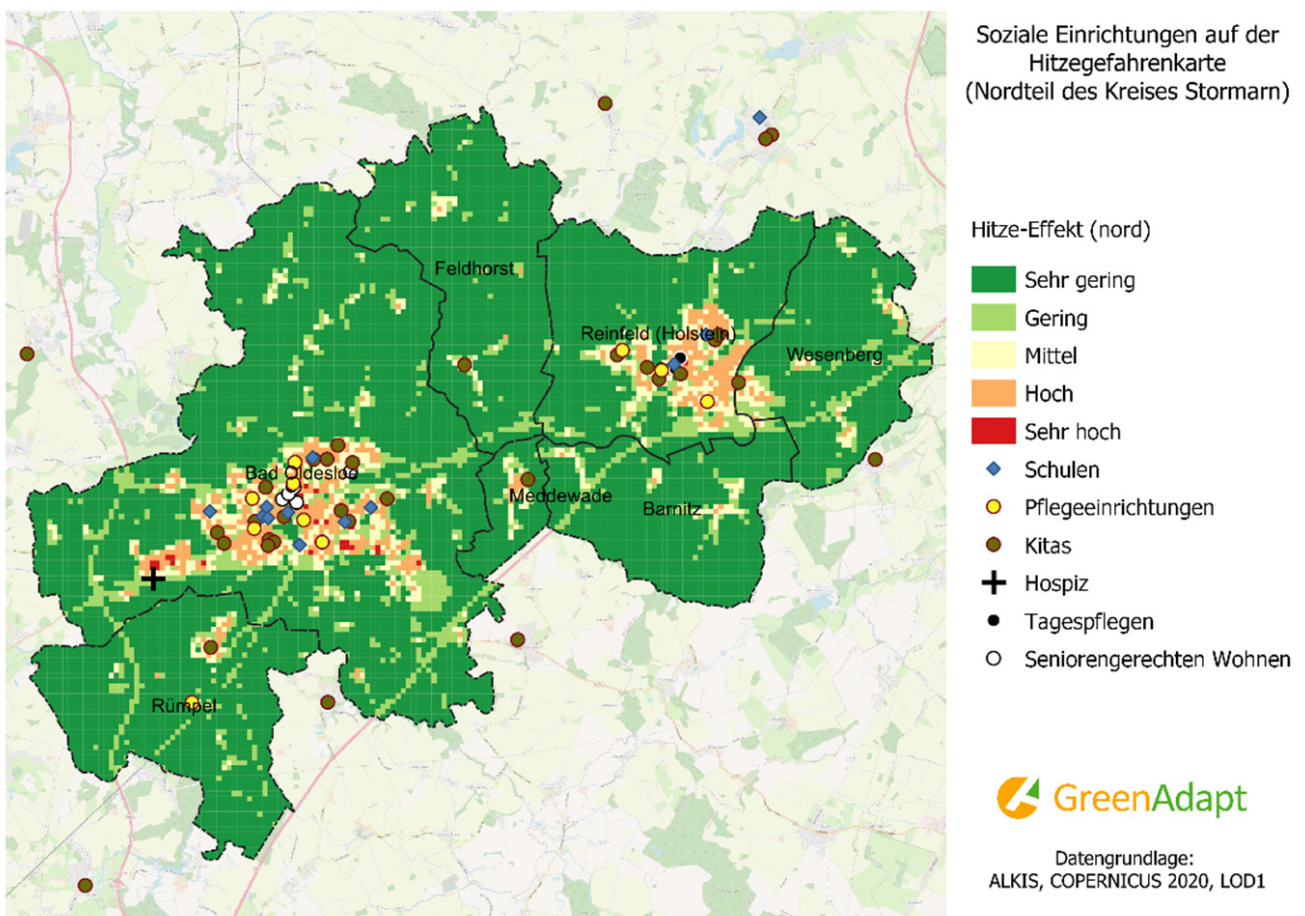 Soziale Einrichtungen auf der
Hitzegefahrenkarte
(Nordteil des Kreises Stormarn)
Hitze-Effekt (nord)
Sehr gering
Gering
Mittel
Hoch
Sehr hoch
Schulen
Pflegeeinrichtungen
Kitas
Hospiz
Tagespflegen
Seniorengerechten Wohnen
Feldhorst
Reinfeld (Holstein)
Wesenberg
Bad Oldesloe
Meddewade
Barnitz
Rümpel
GreenAdapt
Datengrundlage:
ALKIS, COPERNICUS 2020, LOD1